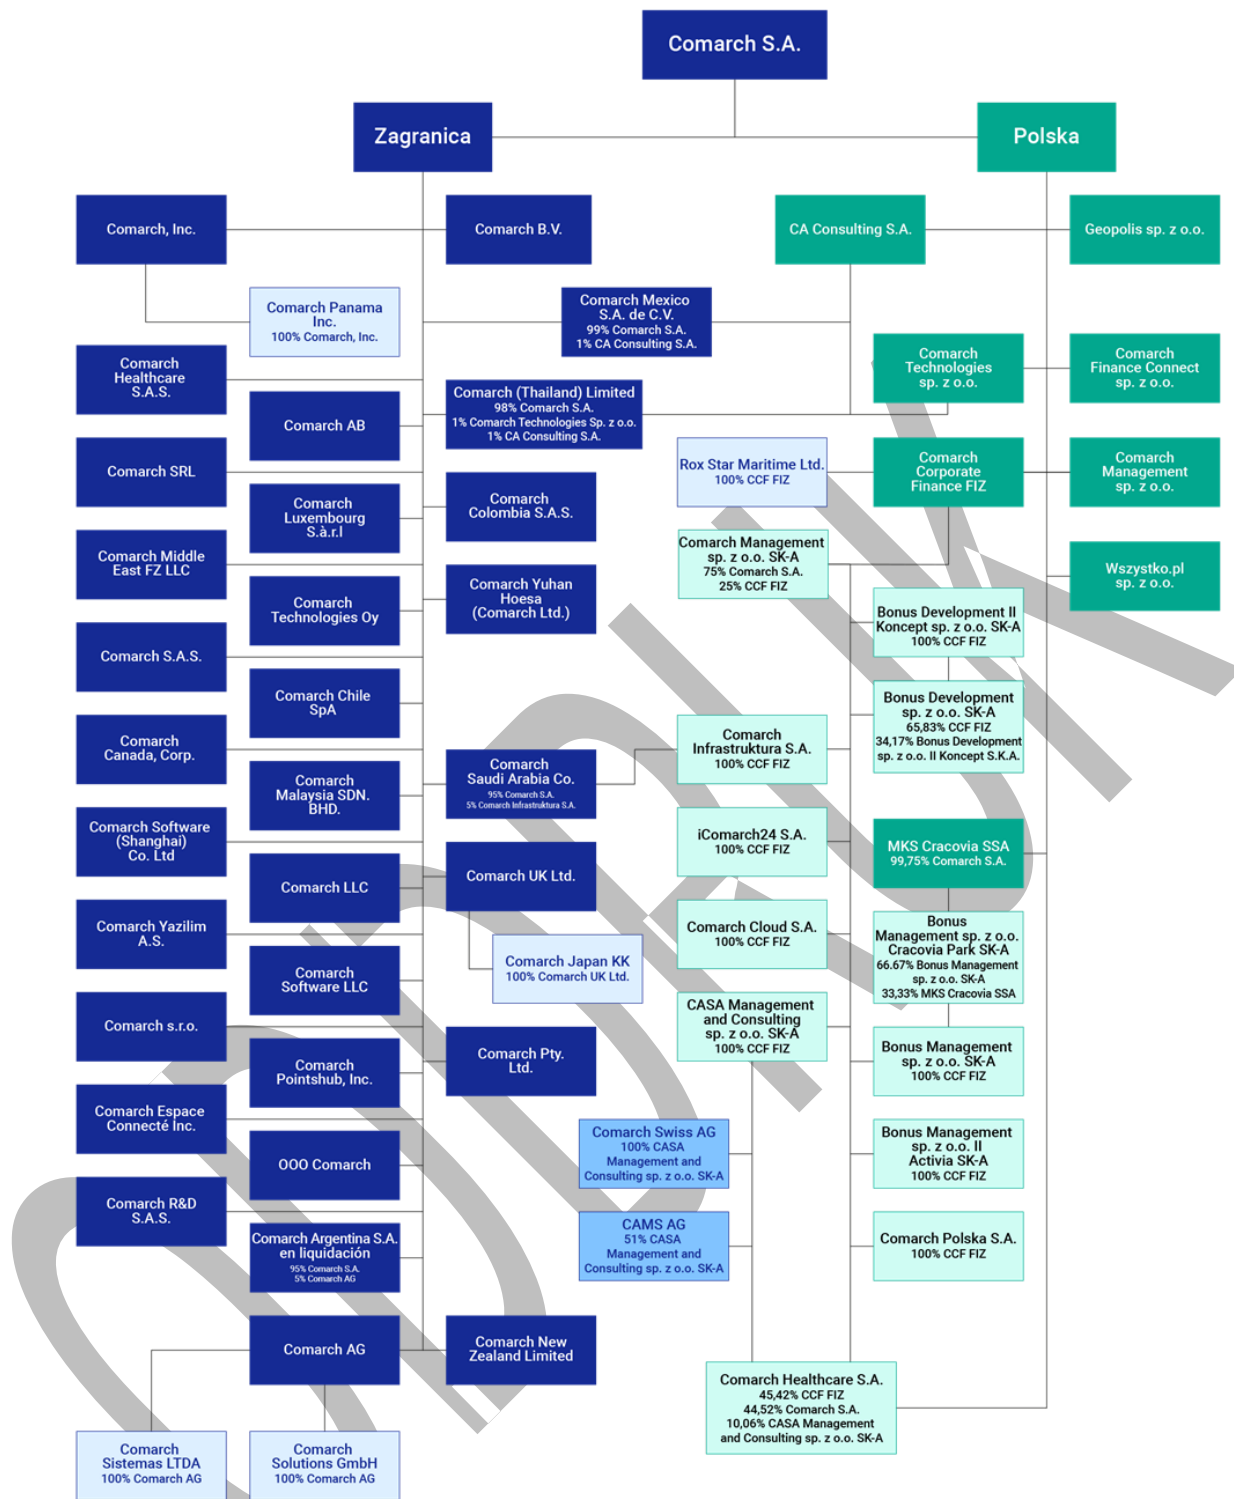 Comarch S.A.
Zagranica
Polska
Comarch, Inc.
Comarch B.V.
CA Consulting S.A.
Geopolis sp. z o.o.
Comarch Panama
Inc.
100% Comarch, Inc.
Comarch Mexico
S.A. de C.V.
99% Comarch S.A.
1% CA Consulting S.A.
Comarch
Healthcare
S.A.S.
Comarch
Technologies
sp. z o.o.
Comarch
Finance Connect
sp. z o.o.
Comarch AB
Comarch (Thailand) Limited
98% Comarch S.A.
1% Comarch Technologies Sp. z o.o.
1% CA Consulting S.A.
Comarch SRL
Rox Star Maritime Ltd.
100% CCF FIZ
Comarch
Corporate
Finance FIZ
Comarch
Management
sp. z o.o.
Comarch
Luxembourg
S.à.r.l
Comarch
Colombia S.A.S.
Comarch Middle
East FZ LLC
Comarch Management
sp. z o.o. SK-A
75% Comarch S.A.
25% CCF FIZ
Wszystko.pl
sp. z o.o.
Comarch
Technologies Oy
Comarch Yuhan
Hoesa
(Comarch Ltd.)
Bonus Development II
Koncept sp. z o.o. SK-A
100% CCF FIZ
Comarch S.A.S.
Comarch Chile
SpA
Bonus Development
sp. z o.o. SK-A
65,83% CCF FIZ
34,17% Bonus Development
sp. z o.o. II Koncept S.K.A.
Comarch
Canada, Corp.
Comarch
Infrastruktura S.A.
100% CCF FIZ
Comarch
Malaysia SDN.
BHD.
Comarch
Saudi Arabia Co.
95% Comarch S.A.
5% Comarch Infrastruktura S.A.
Comarch Software
(Shanghai)
Co. Ltd
iComarch24 S.A.
100% CCF FIZ
MKS Cracovia SSA
99,75% Comarch S.A.
Comarch LLC
Comarch UK Ltd.
Comarch Yazilim
A.S.
Comarch Cloud S.A.
100% CCF FIZ
Bonus
Management sp. z o.o.
Cracovia Park SK-A
66.67% Bonus Management
sp. z o.o. SK-A
33,33% MKS Cracovia SSA
Comarch
Software LLC
Comarch Japan KK
100% Comarch UK Ltd.
Comarch s.r.o.
CASA Management
and Consulting
sp. z o.o. SK-A
100% CCF FIZ
Comarch
Pointshub, Inc.
Comarch Pty.
Ltd.
Bonus Management
sp. z o.o. SK-A
100% CCF FIZ
Comarch Espace
Connecté Inc.
OOO Comarch
Comarch Swiss AG
100% CASA
Management and
Consulting sp. z o.o. SK-A
Bonus Management
sp. z o.o. II
Activia SK-A
100% CCF FIZ
Comarch R&D
S.A.S.
Comarch Argentina S.A.
en liquidación
95% Comarch S.A.
5% Comarch AG
CAMS AG
51% CASA
Management and
Consulting sp. z o.o. SK-A
Comarch Polska S.A.
100% CCF FIZ
Comarch AG
Comarch New
Zealand Limited
Comarch Healthcare S.A.
45,42% CCF FIZ
44,52% Comarch S.A.
10,06% CASA Management
and Consulting sp. z o.o. SK-A
Comarch
Sistemas LTDA
100% Comarch AG
Comarch
Solutions GmbH
100% Comarch AG